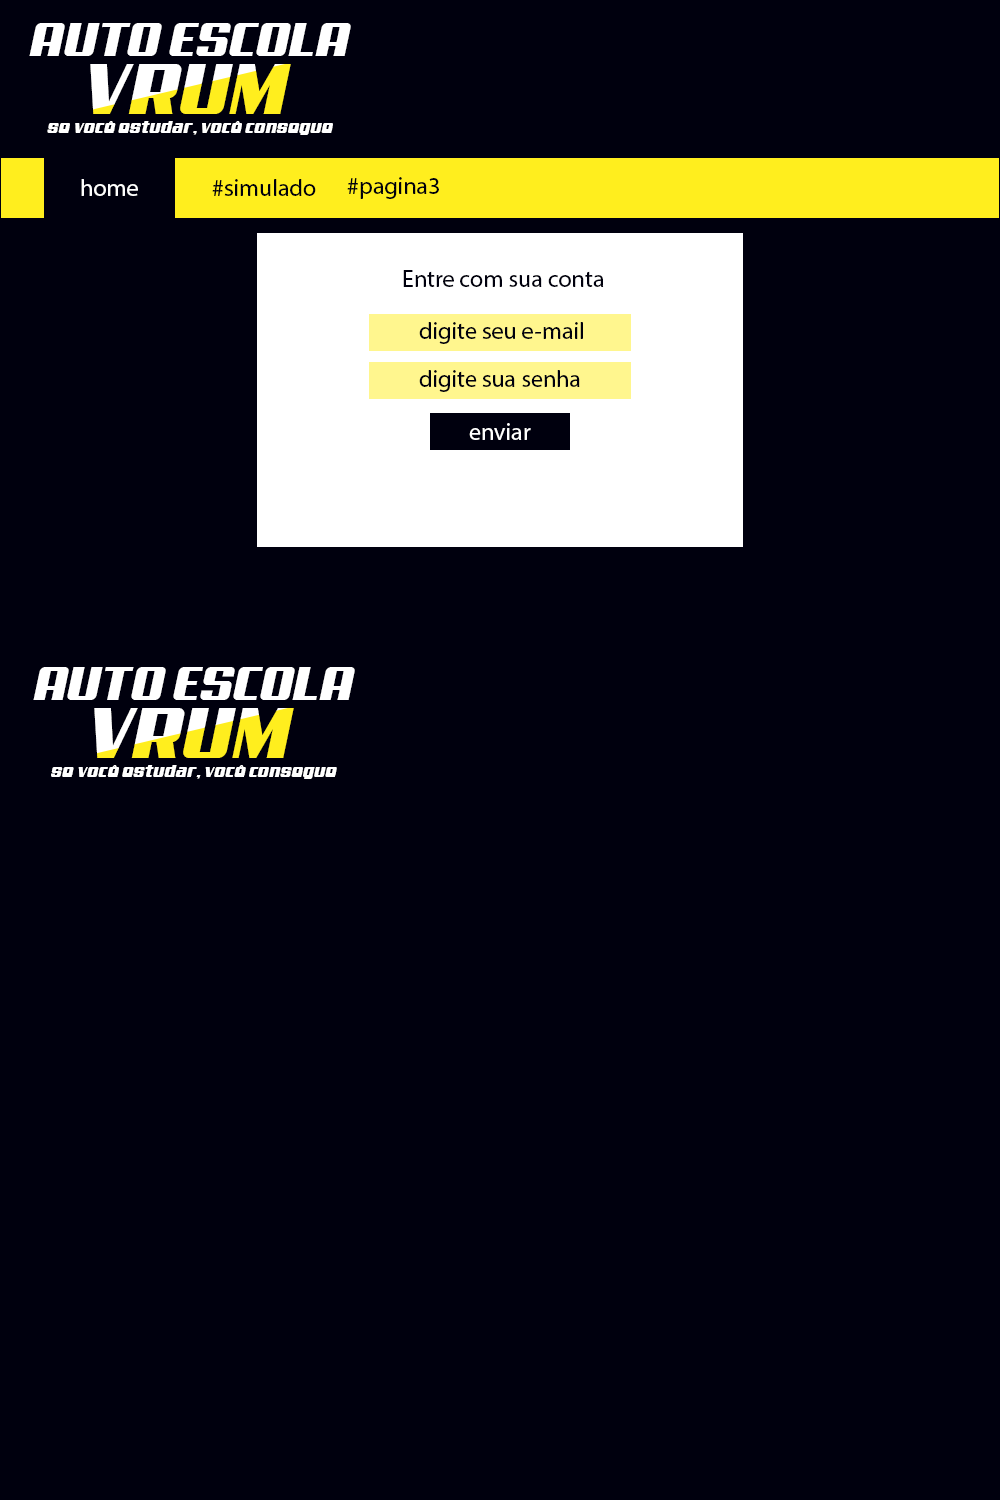 AUTO ESCOLA
VRUM
se você estudar, você consegue
home #simulado #pagina3
Entre com sua conta
digite seu e-mail
digite sua senha
enviar
AUTO ESCOLA
VRUM
se você estudar, você consegue